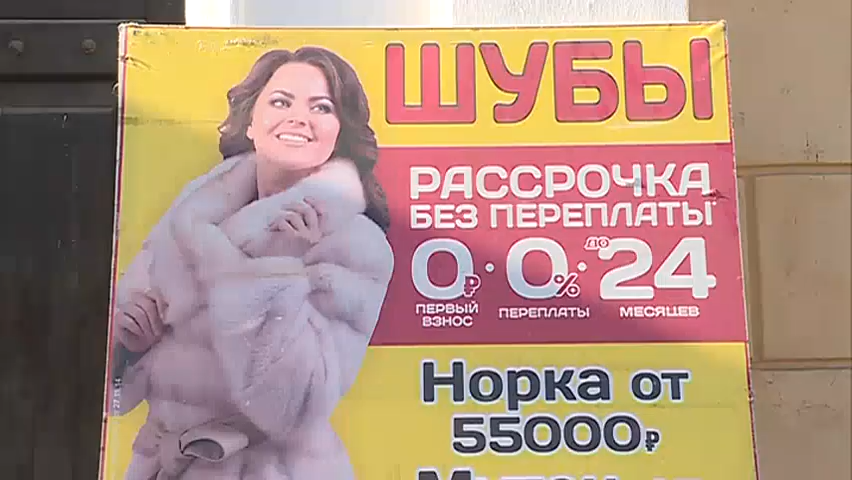 ШУБЫ
РАССРОЧКА
БЕЗ ПЕРЕПЛАТЫ*
0₽ · 0% · ДО 24
ПЕРВЫЙ ВЗНОС
ПЕРЕПЛАТЫ
МЕСЯЦЕВ
Норка от
55000₽